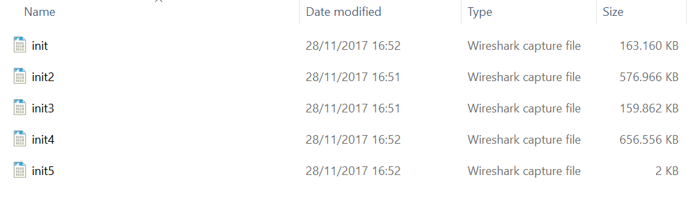 Name Date modified Type Size
init 28/11/2017 16:52 Wireshark capture file 163.160 KB
init2 28/11/2017 16:51 Wireshark capture file 576.966 KB
init3 28/11/2017 16:51 Wireshark capture file 159.862 KB
init4 28/11/2017 16:52 Wireshark capture file 656.556 KB
init5 28/11/2017 16:52 Wireshark capture file 2 KB